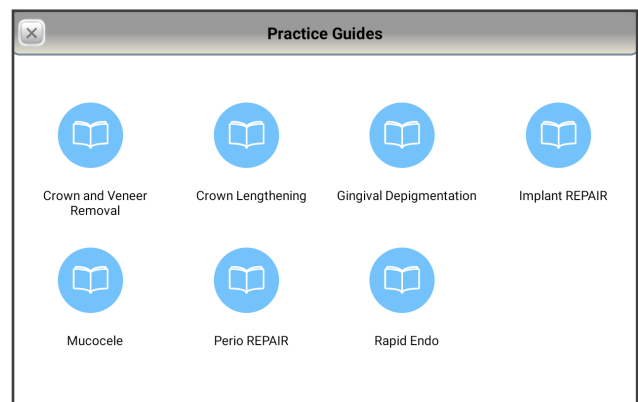 Practice Guides
Crown and Veneer
Removal
Crown Lengthening
Gingival Depigmentation
Implant REPAIR
Mucocele
Perio REPAIR
Rapid Endo